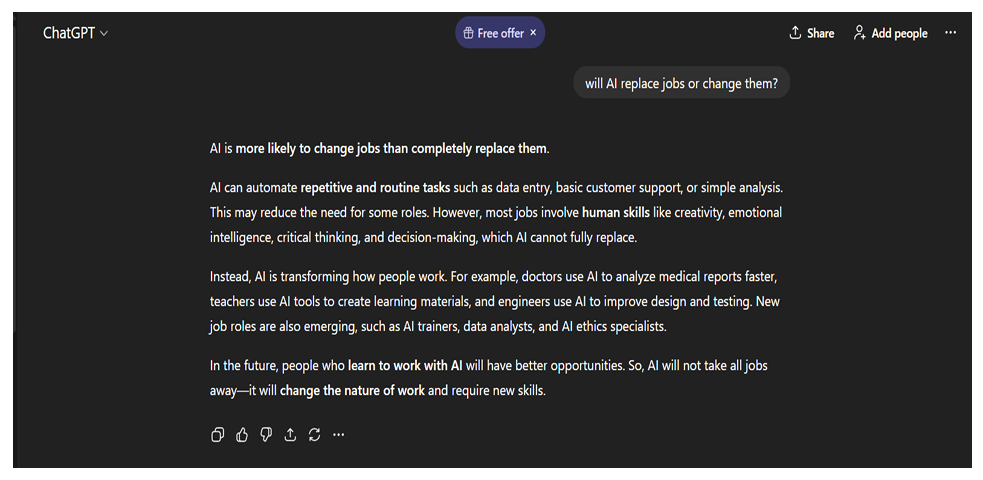 ChatGPT
Free offer ×
Share
Add people
will AI replace jobs or change them?
AI is more likely to change jobs than completely replace them.
AI can automate repetitive and routine tasks such as data entry, basic customer support, or simple analysis.
This may reduce the need for some roles. However, most jobs involve human skills like creativity, emotional
intelligence, critical thinking, and decision-making, which AI cannot fully replace.
Instead, AI is transforming how people work. For example, doctors use AI to analyze medical reports faster,
teachers use AI tools to create learning materials, and engineers use AI to improve design and testing. New
job roles are also emerging, such as AI trainers, data analysts, and AI ethics specialists.
In the future, people who learn to work with AI will have better opportunities. So, AI will not take all jobs
away—it will change the nature of work and require new skills.